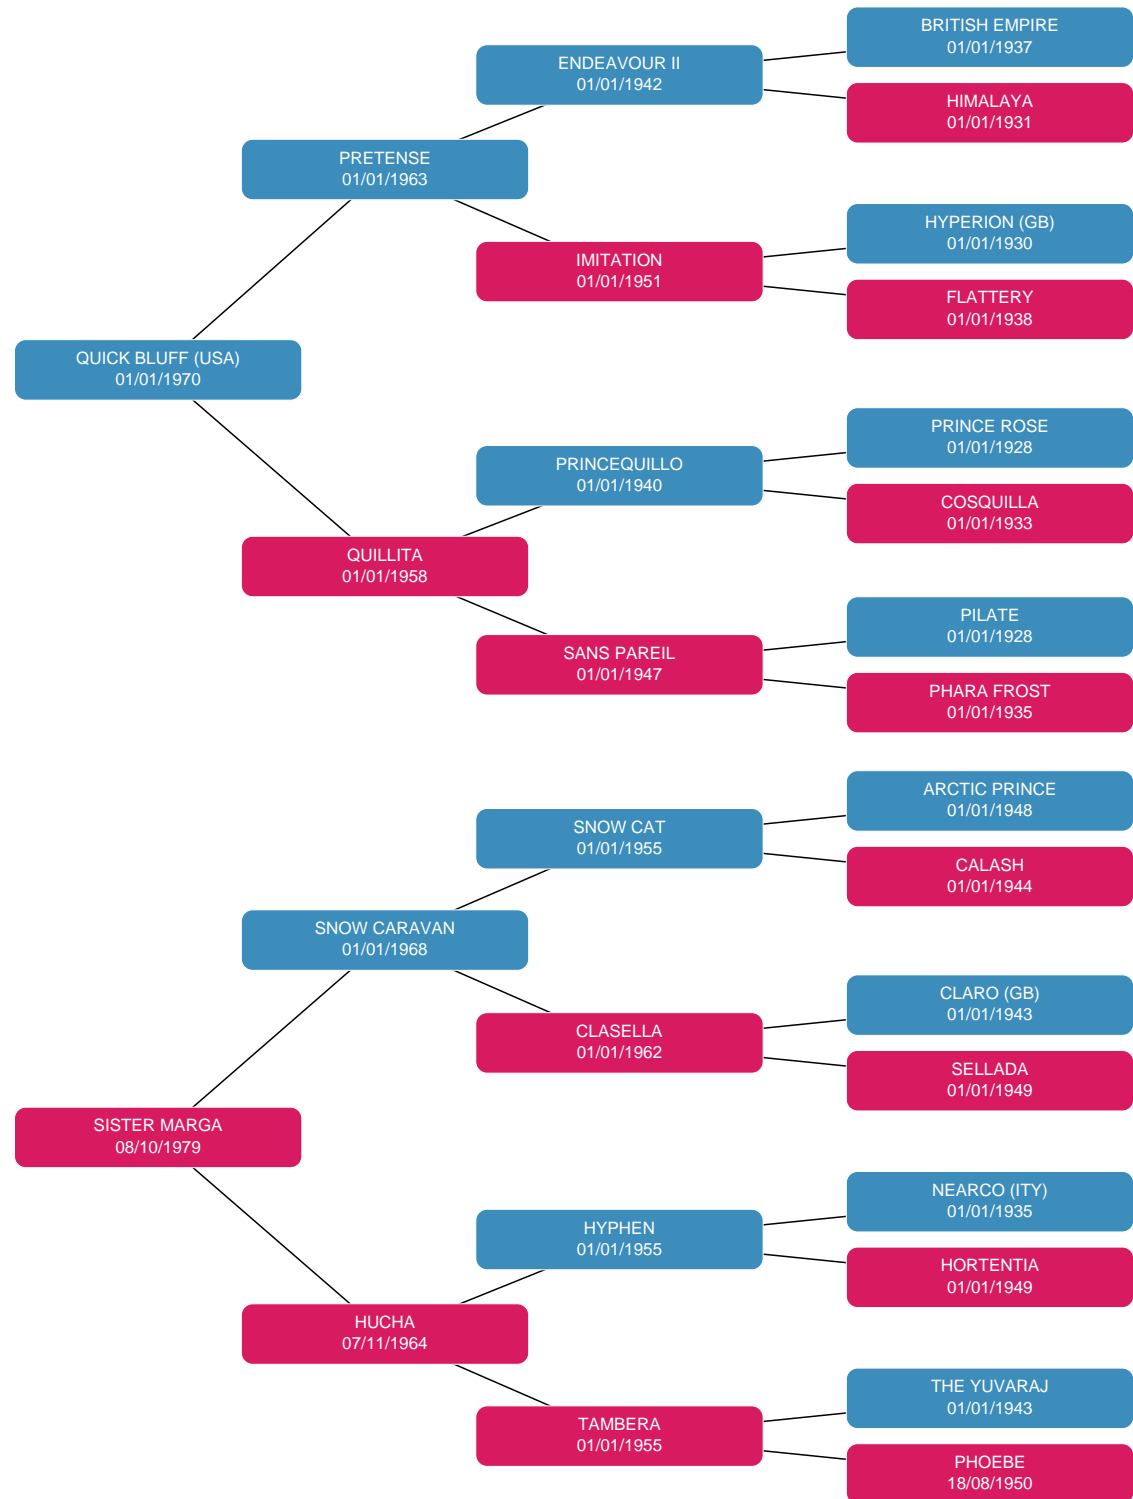 BRITISH EMPIRE
01/01/1937
ENDEAVOUR II
01/01/1942
HIMALAYA
01/01/1931
PRETENSE
01/01/1963
HYPERION (GB)
01/01/1930
IMITATION
01/01/1951
FLATTERY
01/01/1938
QUICK BLUFF (USA)
01/01/1970
PRINCE ROSE
01/01/1928
PRINCEQUILLO
01/01/1940
COSQUILLA
01/01/1933
QUILLITA
01/01/1958
PILATE
01/01/1928
SANS PAREIL
01/01/1947
PHARA FROST
01/01/1935
ARCTIC PRINCE
01/01/1948
SNOW CAT
01/01/1955
CALASH
01/01/1944
SNOW CARAVAN
01/01/1968
CLARO (GB)
01/01/1943
CLASELLA
01/01/1962
SELLADA
01/01/1949
SISTER MARGA
08/10/1979
NEARCO (ITY)
01/01/1935
HYPHEN
01/01/1955
HORTENTIA
01/01/1949
HUCHA
07/11/1964
THE YUVARAJ
01/01/1943
TAMBERA
01/01/1955
PHOEBE
18/08/1950